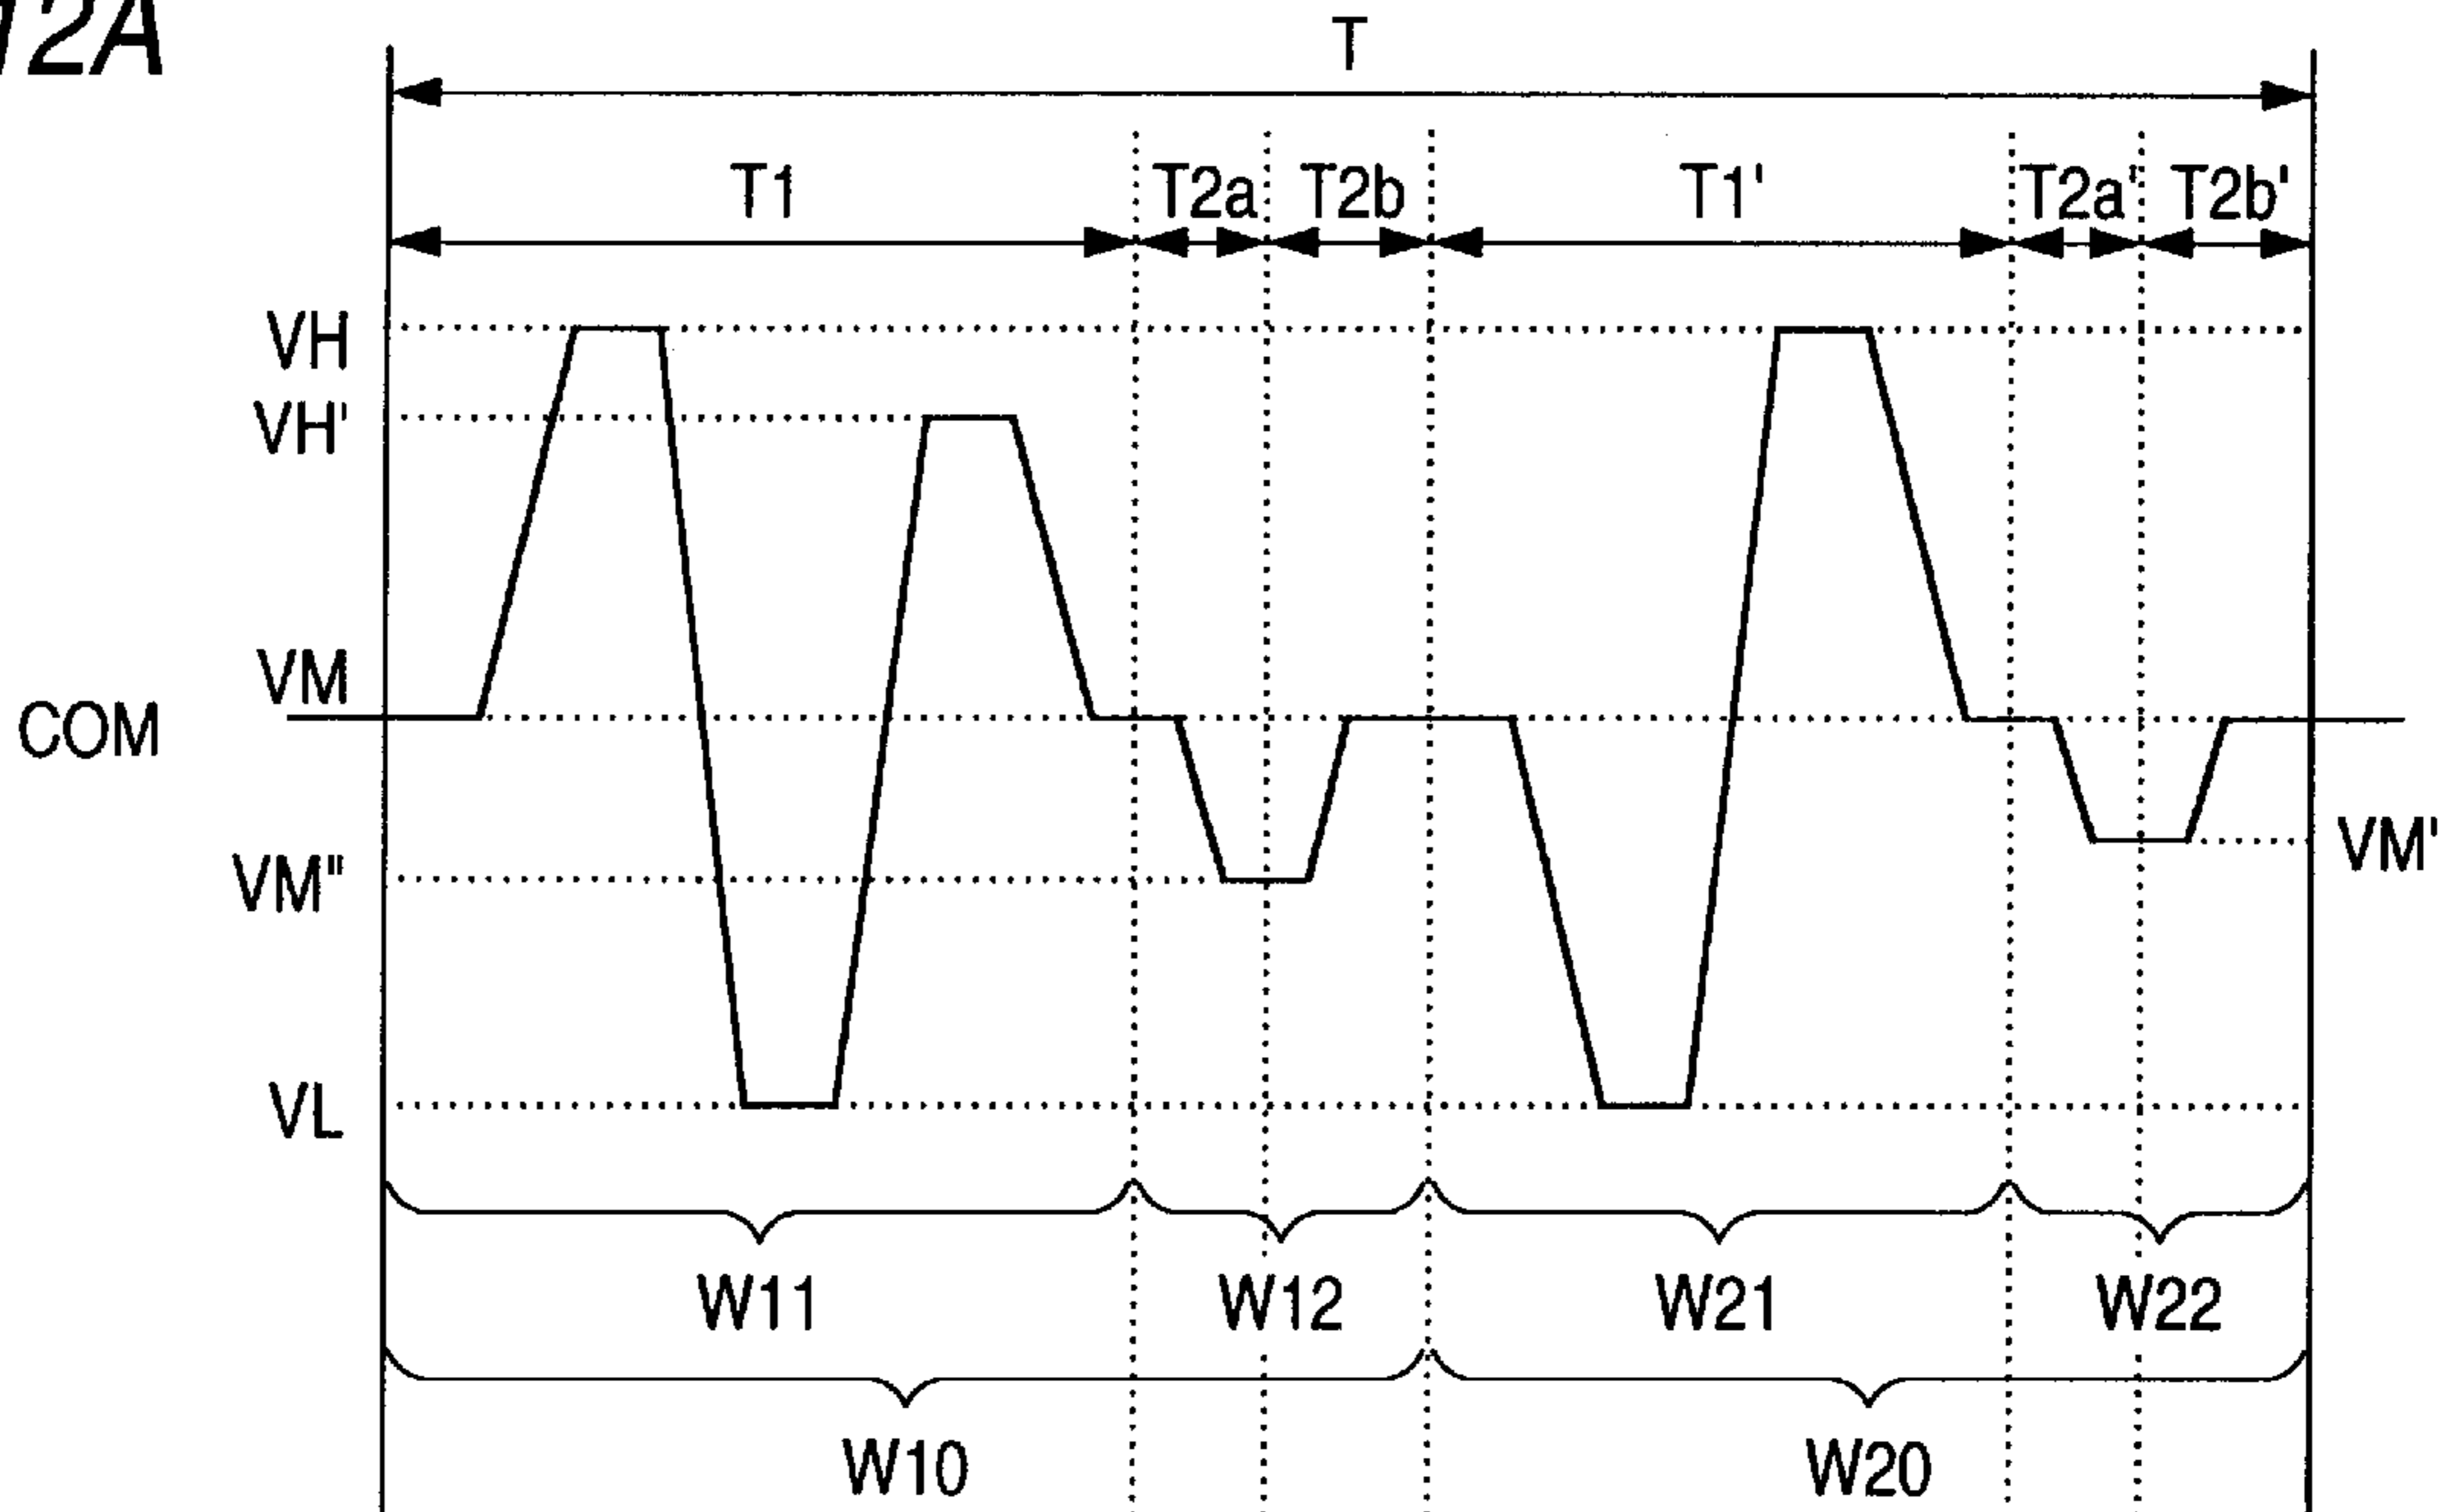 12A
T
T1 T2a T2b T1' T2a' T2b'
VH
VH'
VM
COM
VM'
VM"
VL
W11 W12 W21 W22
W10 W20